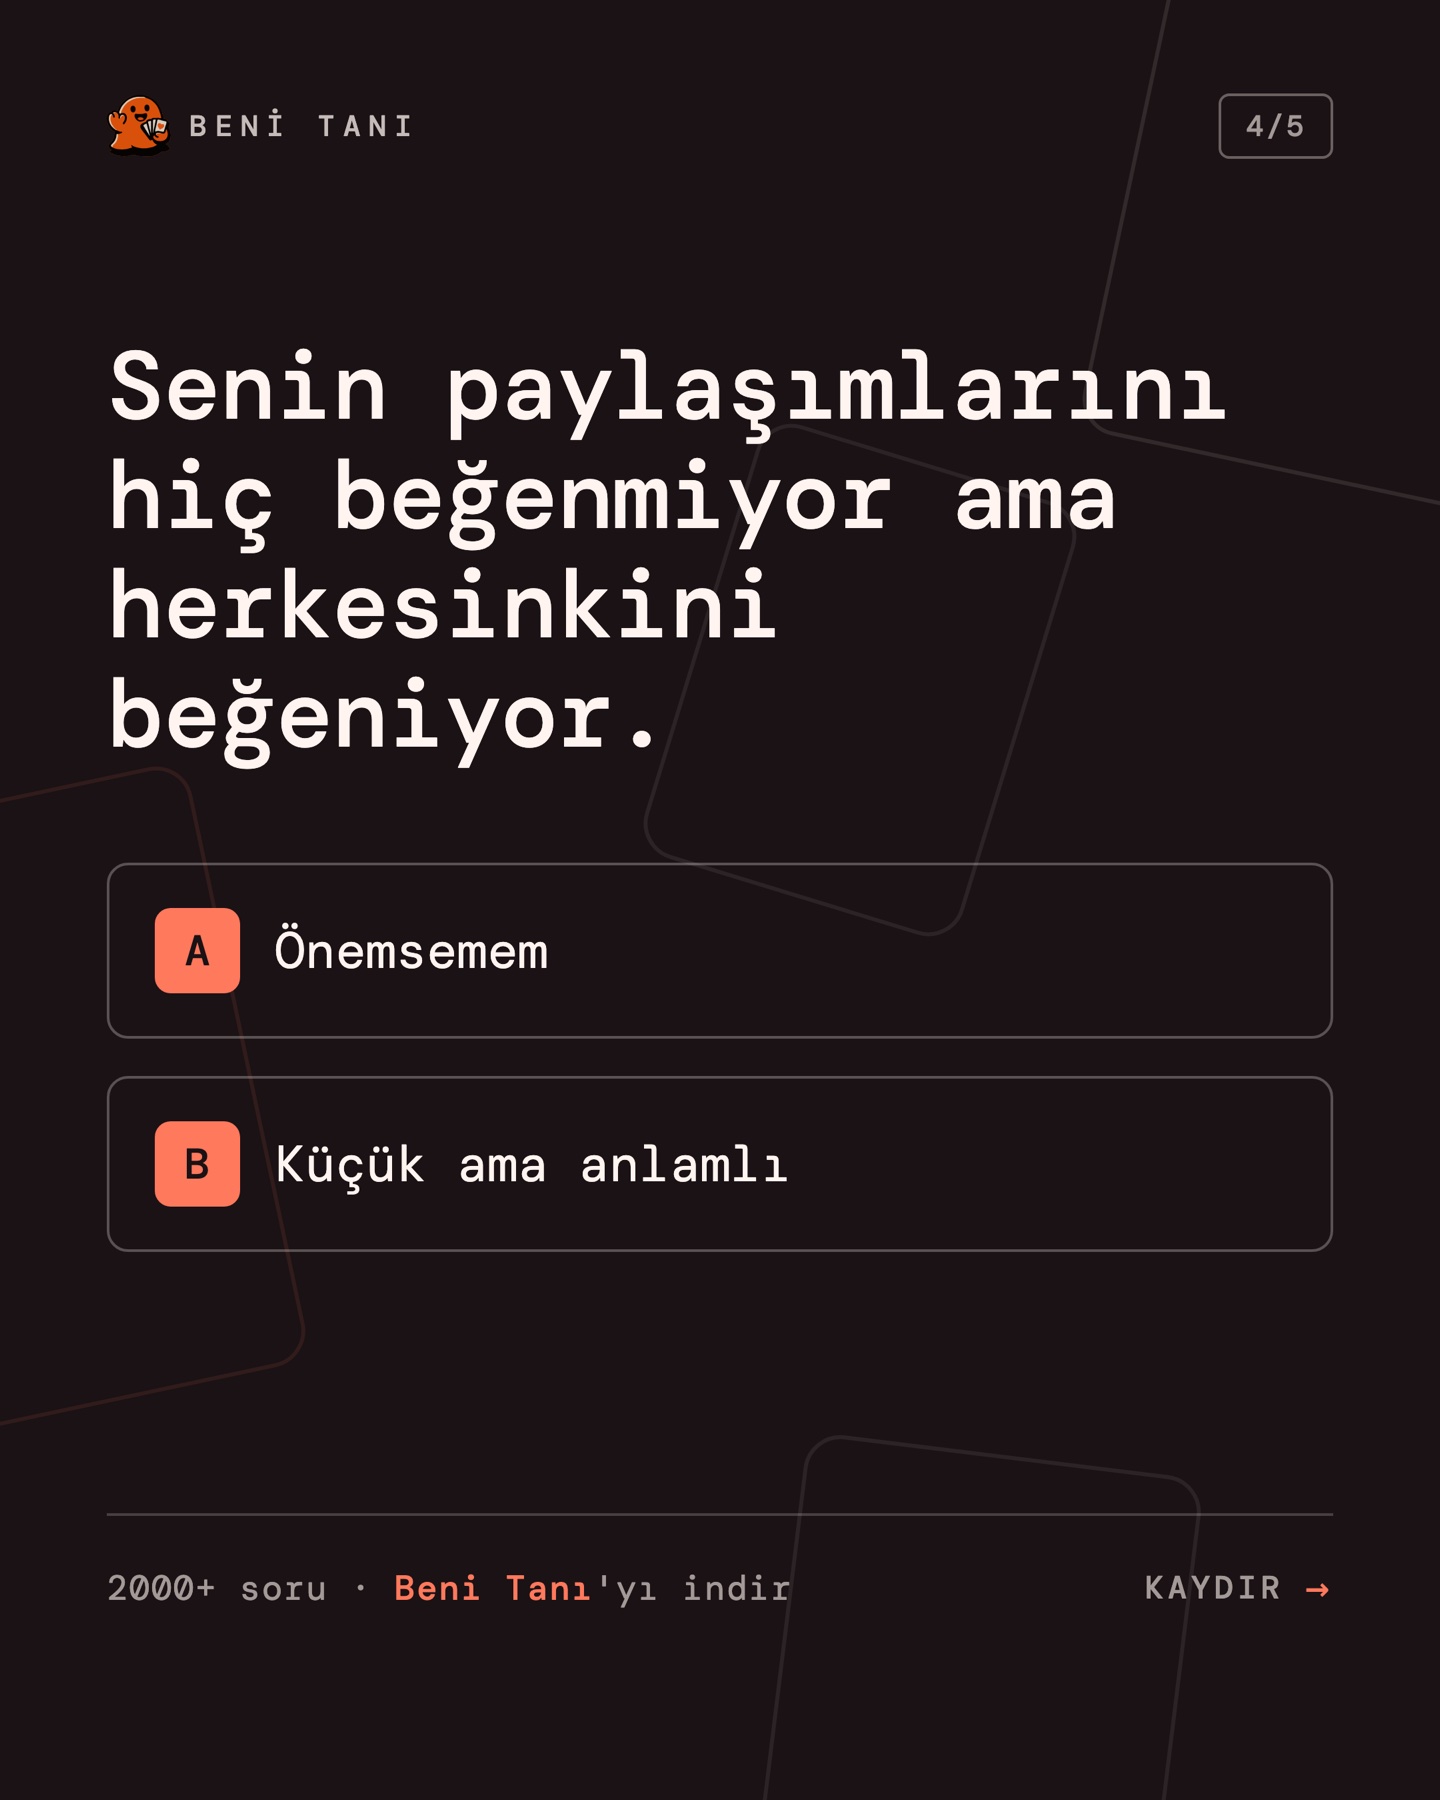 BENİ TANI
4/5
Senin paylaşımlarını
hiç beğenmiyor ama
herkesinkini
beğeniyor.
A Önemsemem
B Küçük ama anlamlı
2000+ soru · Beni Tanı'yı indir
KAYDIR →